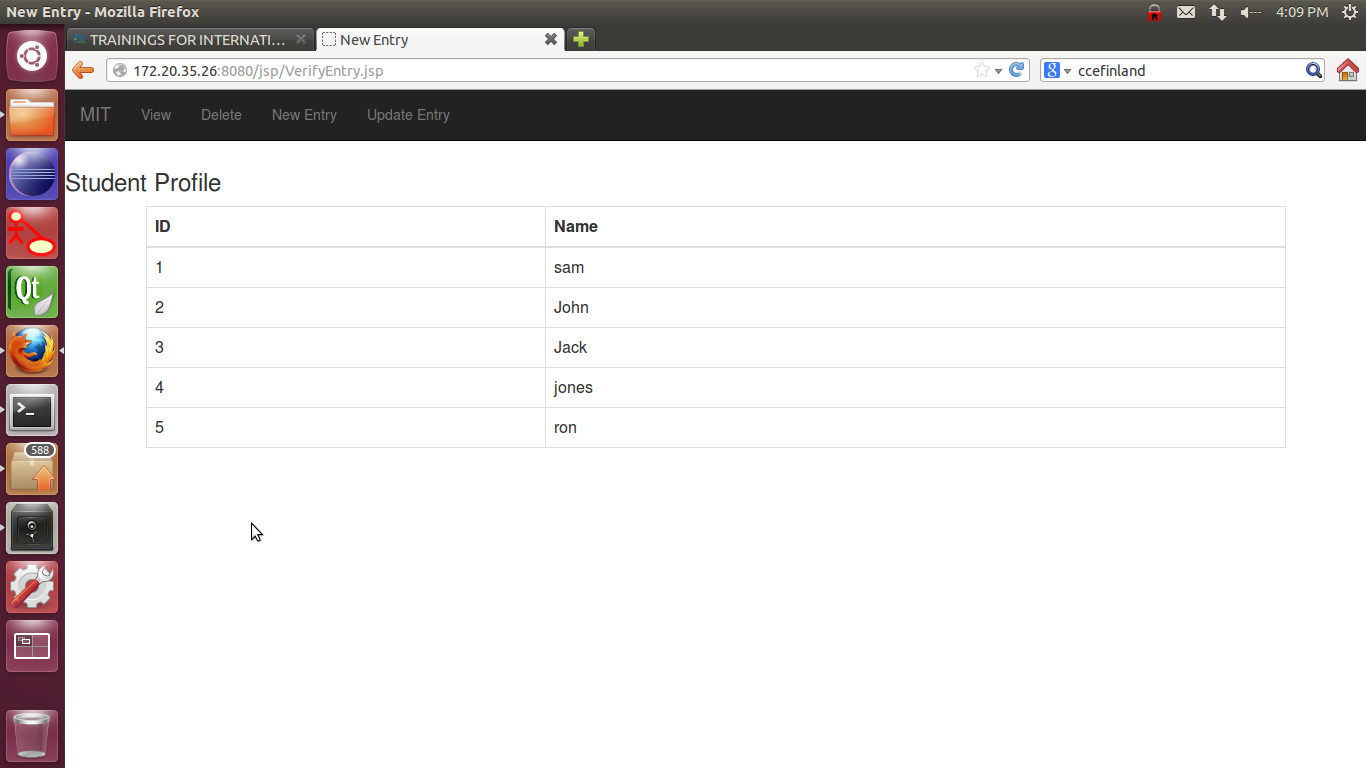 New Entry - Mozilla Firefox
4:09 PM
TRAININGS FOR INTERNATI...
New Entry
172.20.35.26:8080/jsp/VerifyEntry.jsp
8
ccefinland
MIT View Delete New Entry Update Entry
Student Profile
ID Name
1 sam
2 John
3 Jack
4 jones
5 ron
Qt
>_
588